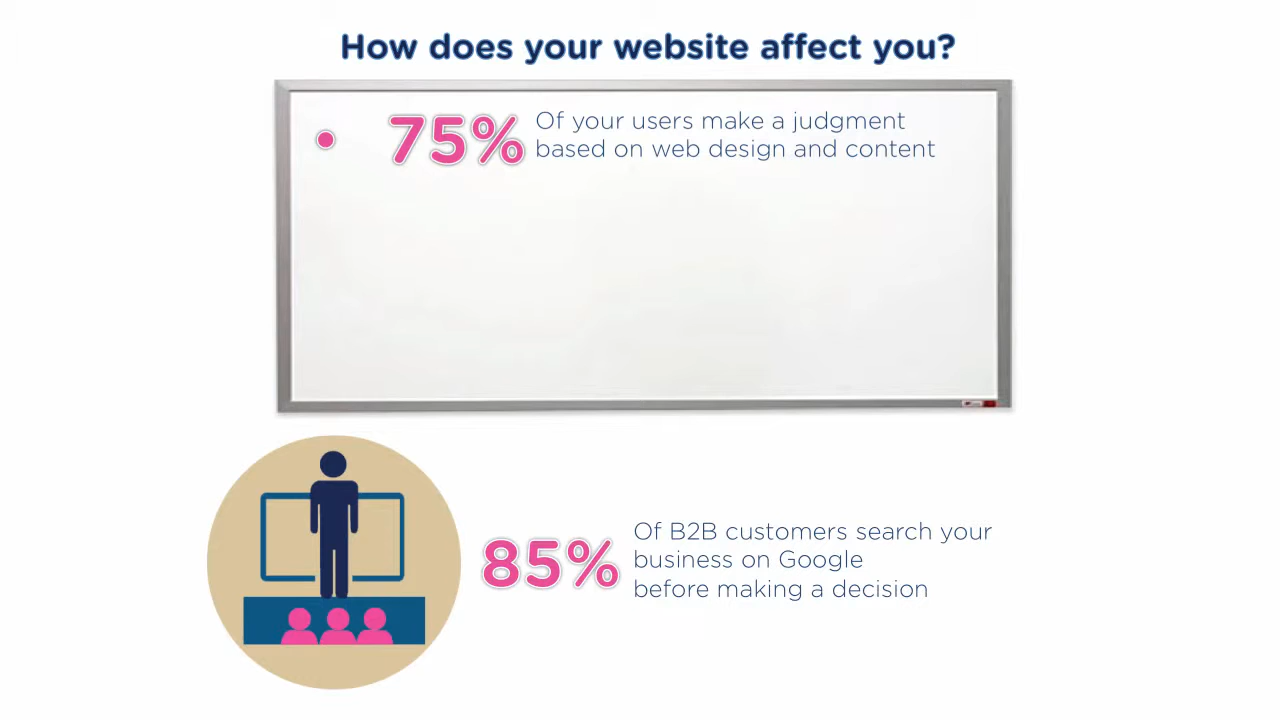 How does your website affect you?
75%
Of your users make a judgment
based on web design and content
85%
Of B2B customers search your
business on Google
before making a decision